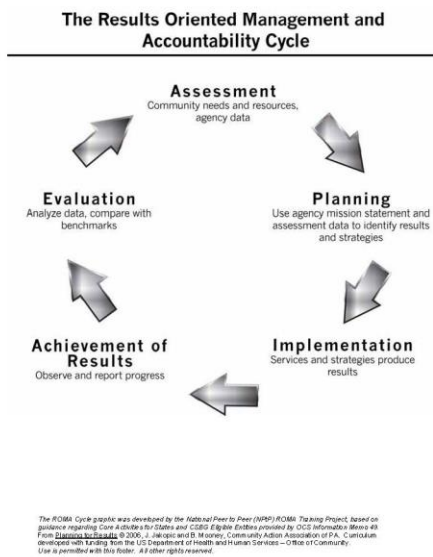 The Results Oriented Management and
Accountability Cycle
Assessment
Community needs and resources,
agency data
Planning
Use agency mission statement and
assessment data to identify results
and strategies
Implementation
Services and strategies produce
results
Achievement of
Results
Observe and report progress
Evaluation
Analyze data, compare with
benchmarks
The ROMA Cycle graphic was developed by the National Peer to Peer (NPtP) ROMA Training Project, based on
guidance regarding Core Activities for States and CSBG Eligible Entities provided by OCS Information Memo 49.
From Planning for Results © 2006, J. Jakopic and B. Mooney, Community Action Association of PA. Curriculum
developed with funding from the US Department of Health and Human Services – Office of Community.
Use is permitted with this footer. All other rights reserved.